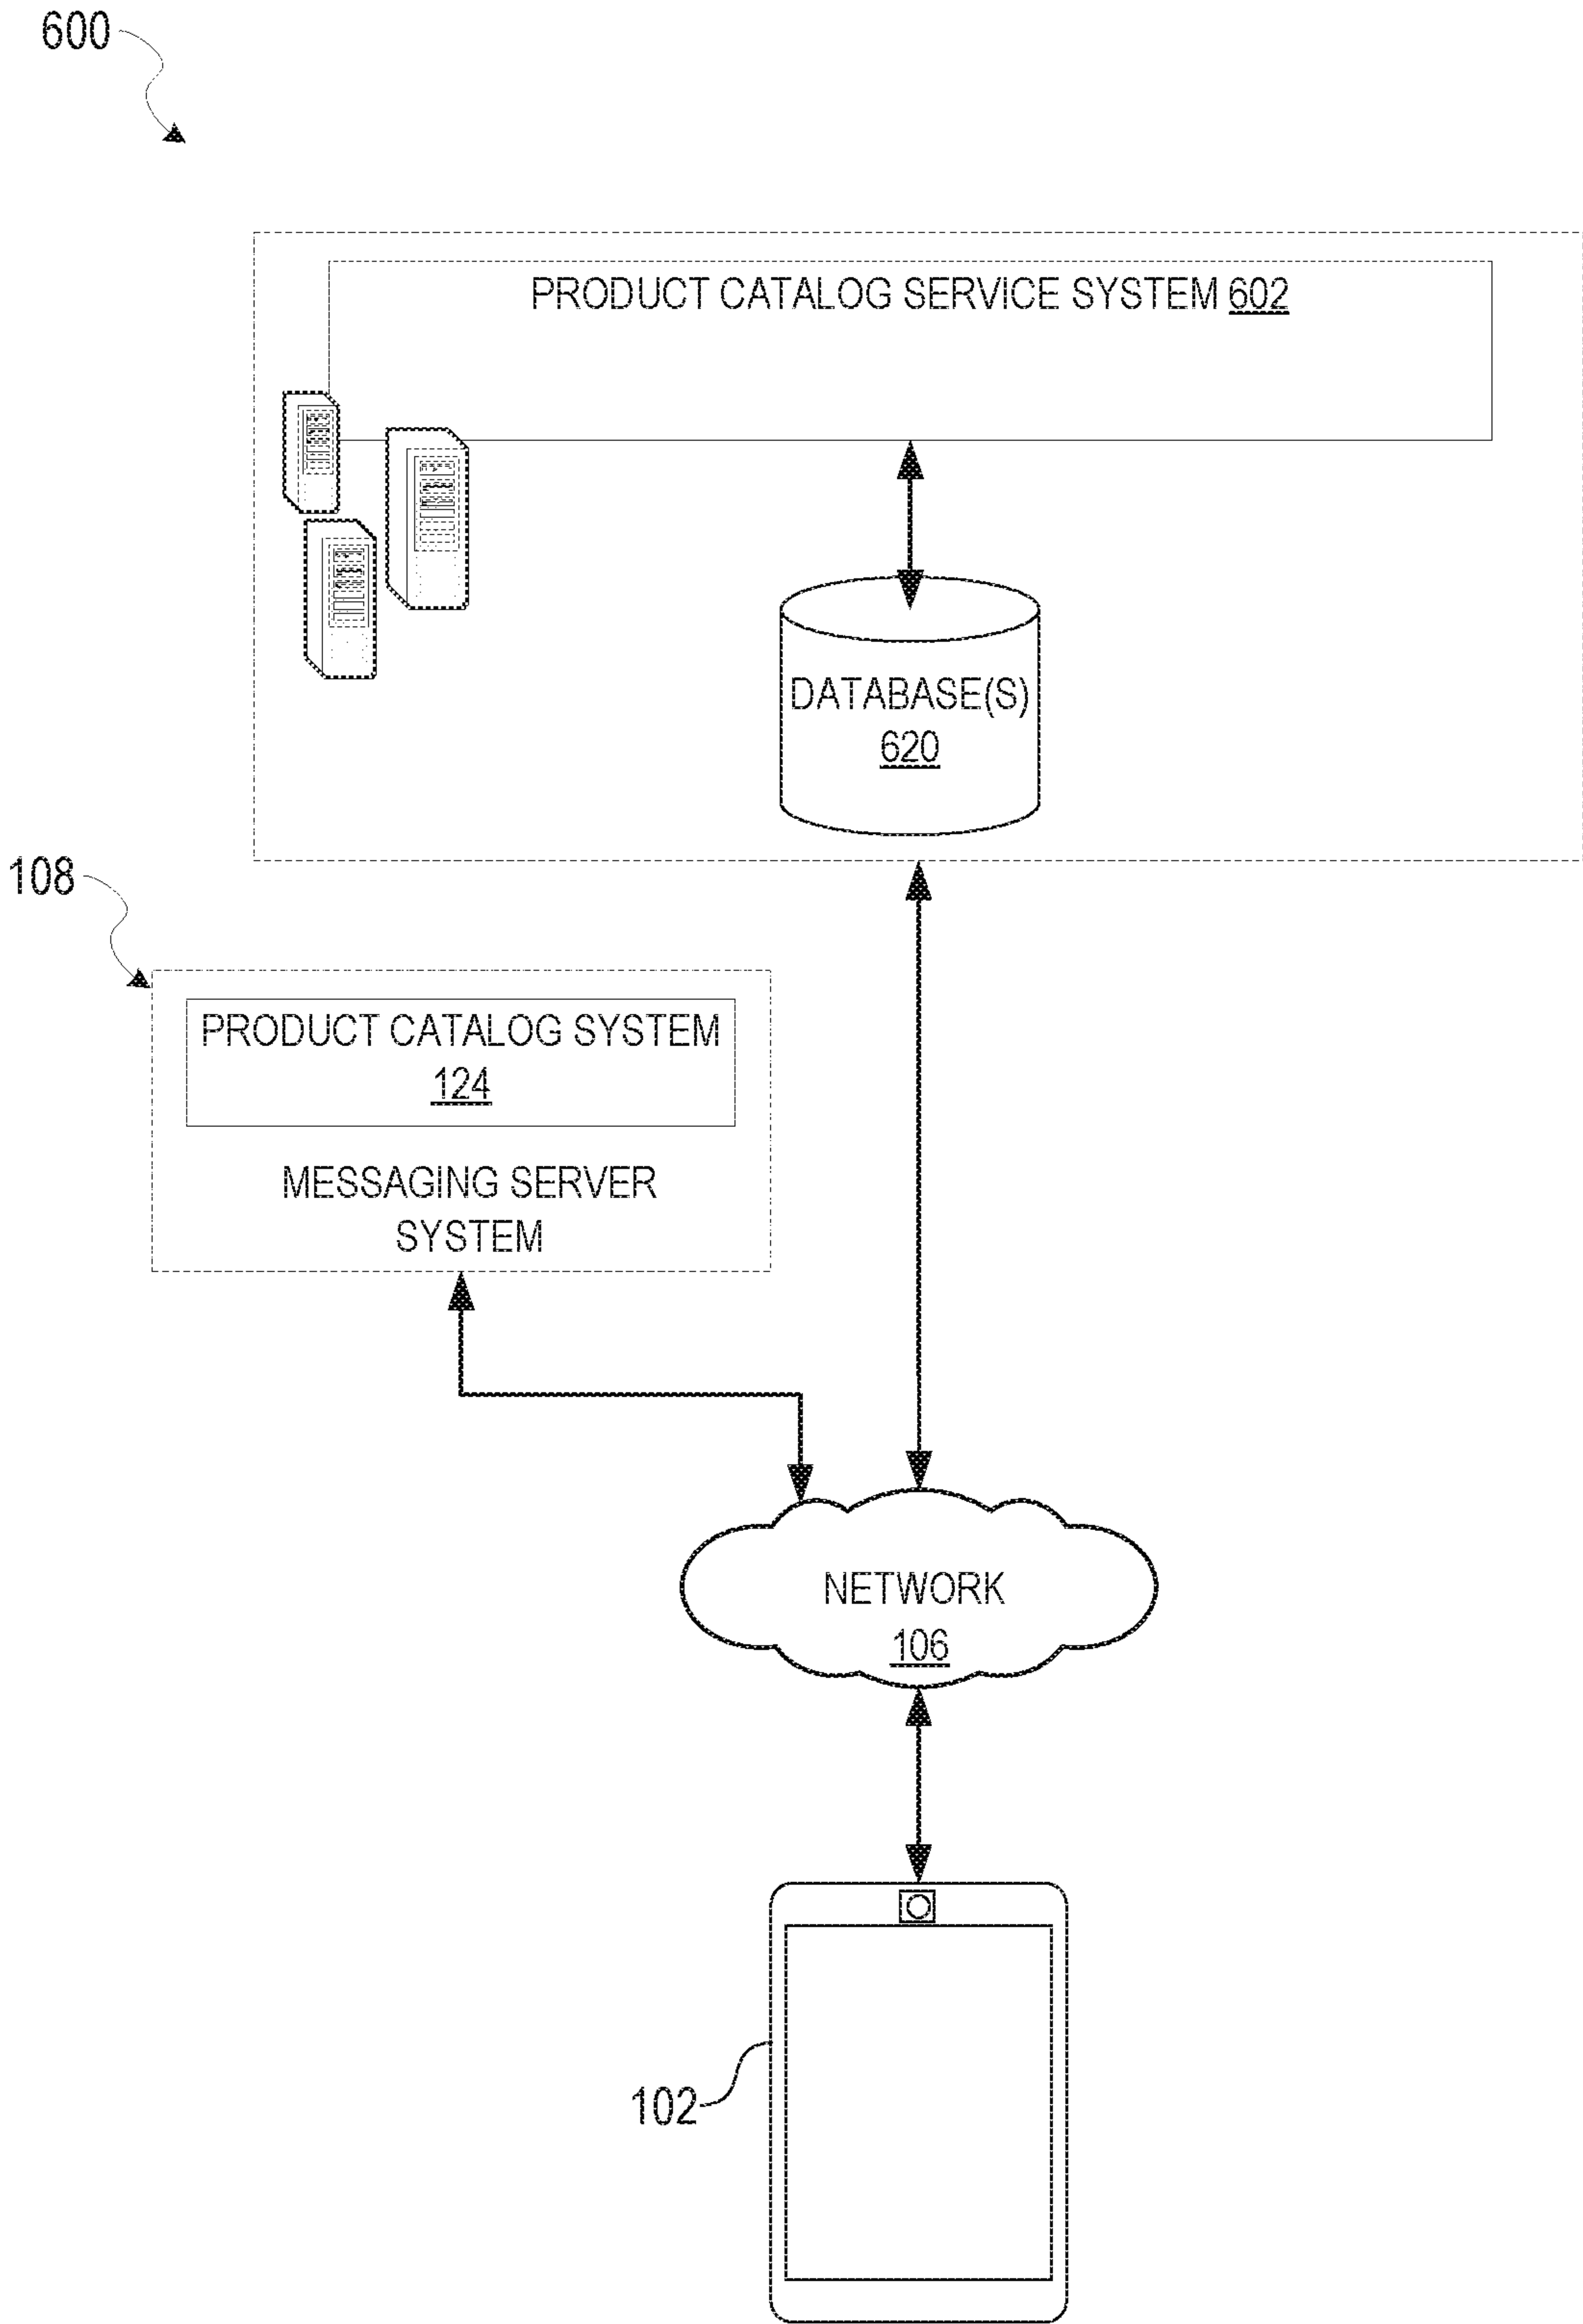 600
PRODUCT CATALOG SERVICE SYSTEM 602
DATABASE(S)
620
108
PRODUCT CATALOG SYSTEM
124
MESSAGING SERVER
SYSTEM
NETWORK
106
102